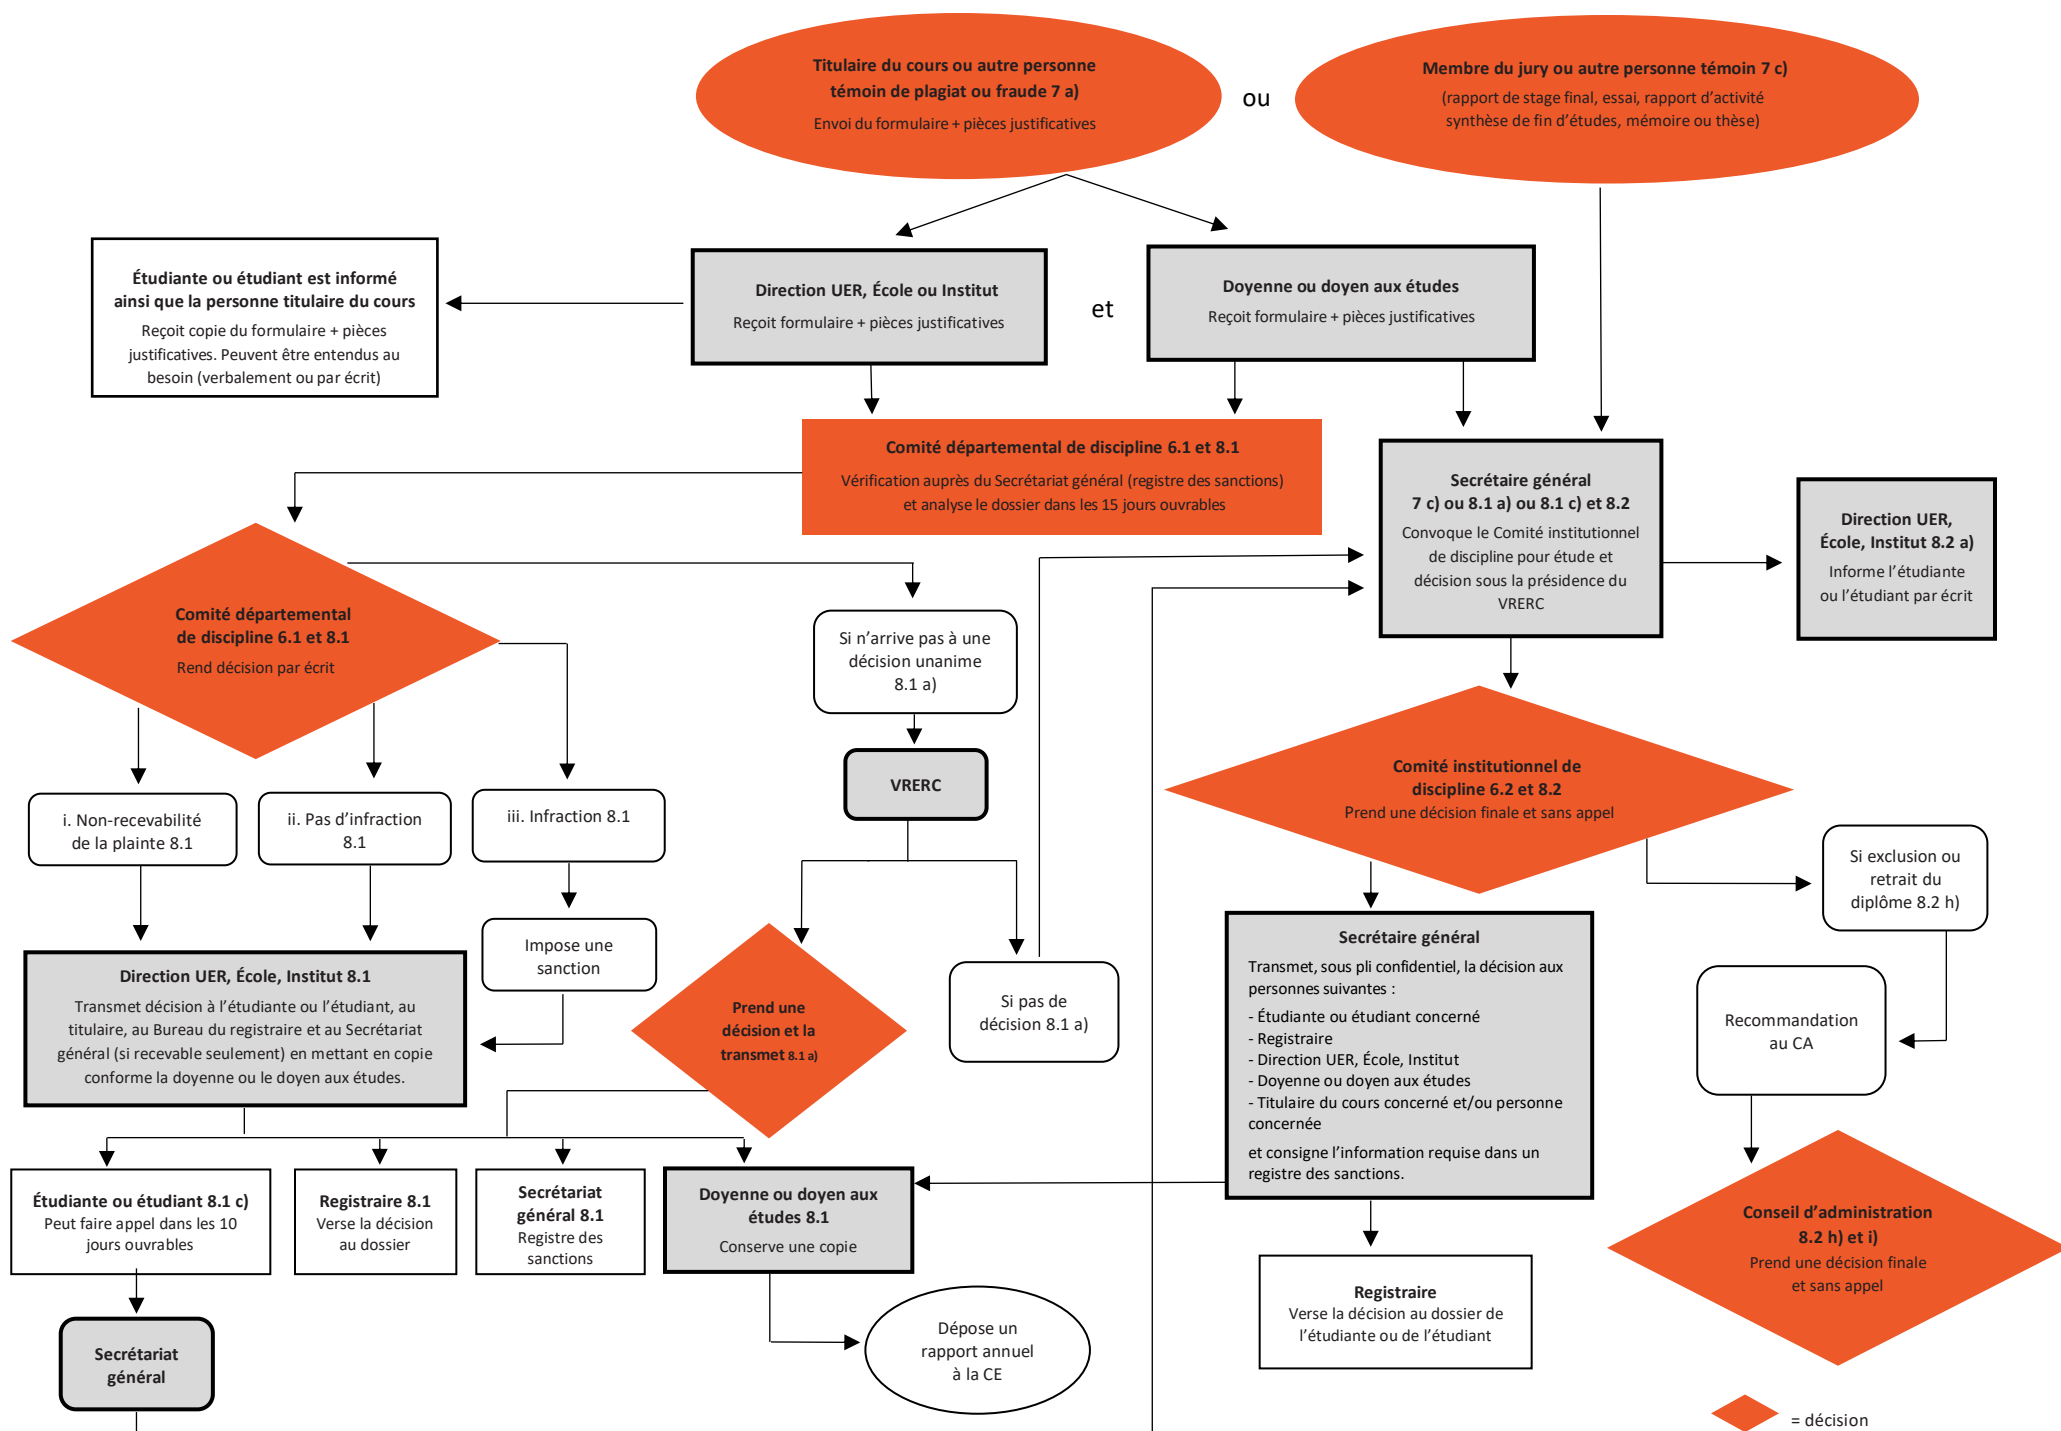 Titulaire du cours ou autre personne
témoin de plagiat ou fraude 7 a)
Envoi du formulaire + pièces justificatives
ou
Membre du jury ou autre personne témoin 7 c)
(rapport de stage final, essai, rapport d'activité
synthèse de fin d'études, mémoire ou thèse)
Étudiante ou étudiant est informé
ainsi que la personne titulaire du cours
Reçoit copie du formulaire + pièces
justificatives. Peuvent être entendus au
besoin (verbalement ou par écrit)
Direction UER, École ou Institut
Reçoit formulaire + pièces justificatives
et
Doyenne ou doyen aux études
Reçoit formulaire + pièces justificatives
Comité départemental de discipline 6.1 et 8.1
Vérification auprès du Secrétariat général (registre des sanctions)
et analyse le dossier dans les 15 jours ouvrables
Secrétaire général
7 c) ou 8.1 a) ou 8.1 c) et 8.2
Convoque le Comité institutionnel
de discipline pour étude et
décision sous la présidence du
VRERC
Direction UER,
École, Institut 8.2 a)
Informe l'étudiante
ou l'étudiant par écrit
Comité départemental
de discipline 6.1 et 8.1
Rend décision par écrit
Si n'arrive pas à une
décision unanime
8.1 a)
VRERC
Comité institutionnel de
discipline 6.2 et 8.2
Prend une décision finale et sans appel
i. Non-recevabilité
de la plainte 8.1
ii. Pas d'infraction
8.1
iii. Infraction 8.1
Si exclusion ou
retrait du
diplôme 8.2 h)
Impose une
sanction
Direction UER, École, Institut 8.1
Transmet décision à l'étudiante ou l'étudiant, au
titulaire, au Bureau du registraire et au Secrétariat
général (si recevable seulement) en mettant en copie
conforme la doyenne ou le doyen aux études.
Prend une
décision et la
transmet 8.1 a)
Si pas de
décision 8.1 a)
Secrétaire général
Transmet, sous pli confidentiel, la décision aux
personnes suivantes :
- Étudiante ou étudiant concerné
- Registraire
- Direction UER, École, Institut
- Doyenne ou doyen aux études
- Titulaire du cours concerné et/ou personne
concernée
et consigne l'information requise dans un
registre des sanctions.
Recommandation
au CA
Étudiante ou étudiant 8.1 c)
Peut faire appel dans les 10
jours ouvrables
Registraire 8.1
Verse la décision
au dossier
Secrétariat
général 8.1
Registre des
sanctions
Doyenne ou doyen aux
études 8.1
Conserve une copie
Conseil d'administration
8.2 h) et i)
Prend une décision finale
et sans appel
Registraire
Verse la décision au dossier de
l'étudiante ou de l'étudiant
Secrétariat
général
Dépose un
rapport annuel
à la CE
= décision